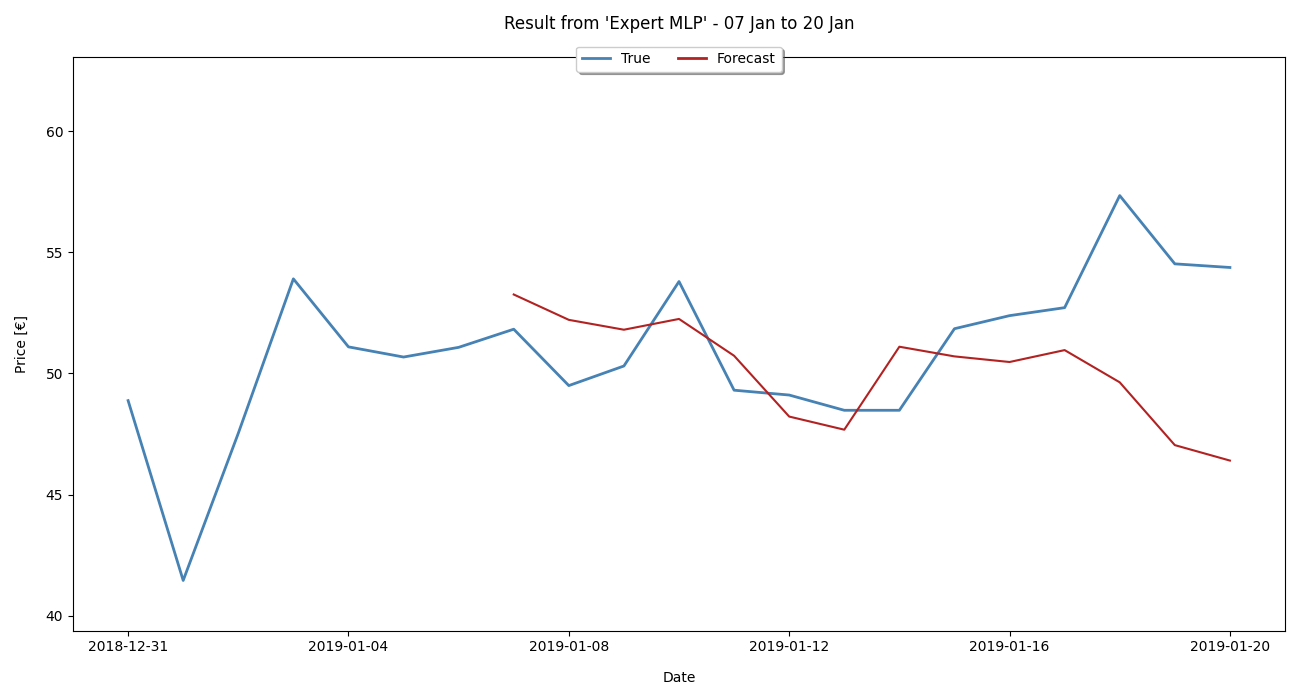 Result from 'Expert MLP' - 07 Jan to 20 Jan
True Forecast
60
55
50
45
40
Price [€]
2018-12-31 2019-01-04 2019-01-08 2019-01-12 2019-01-16 2019-01-20
Date